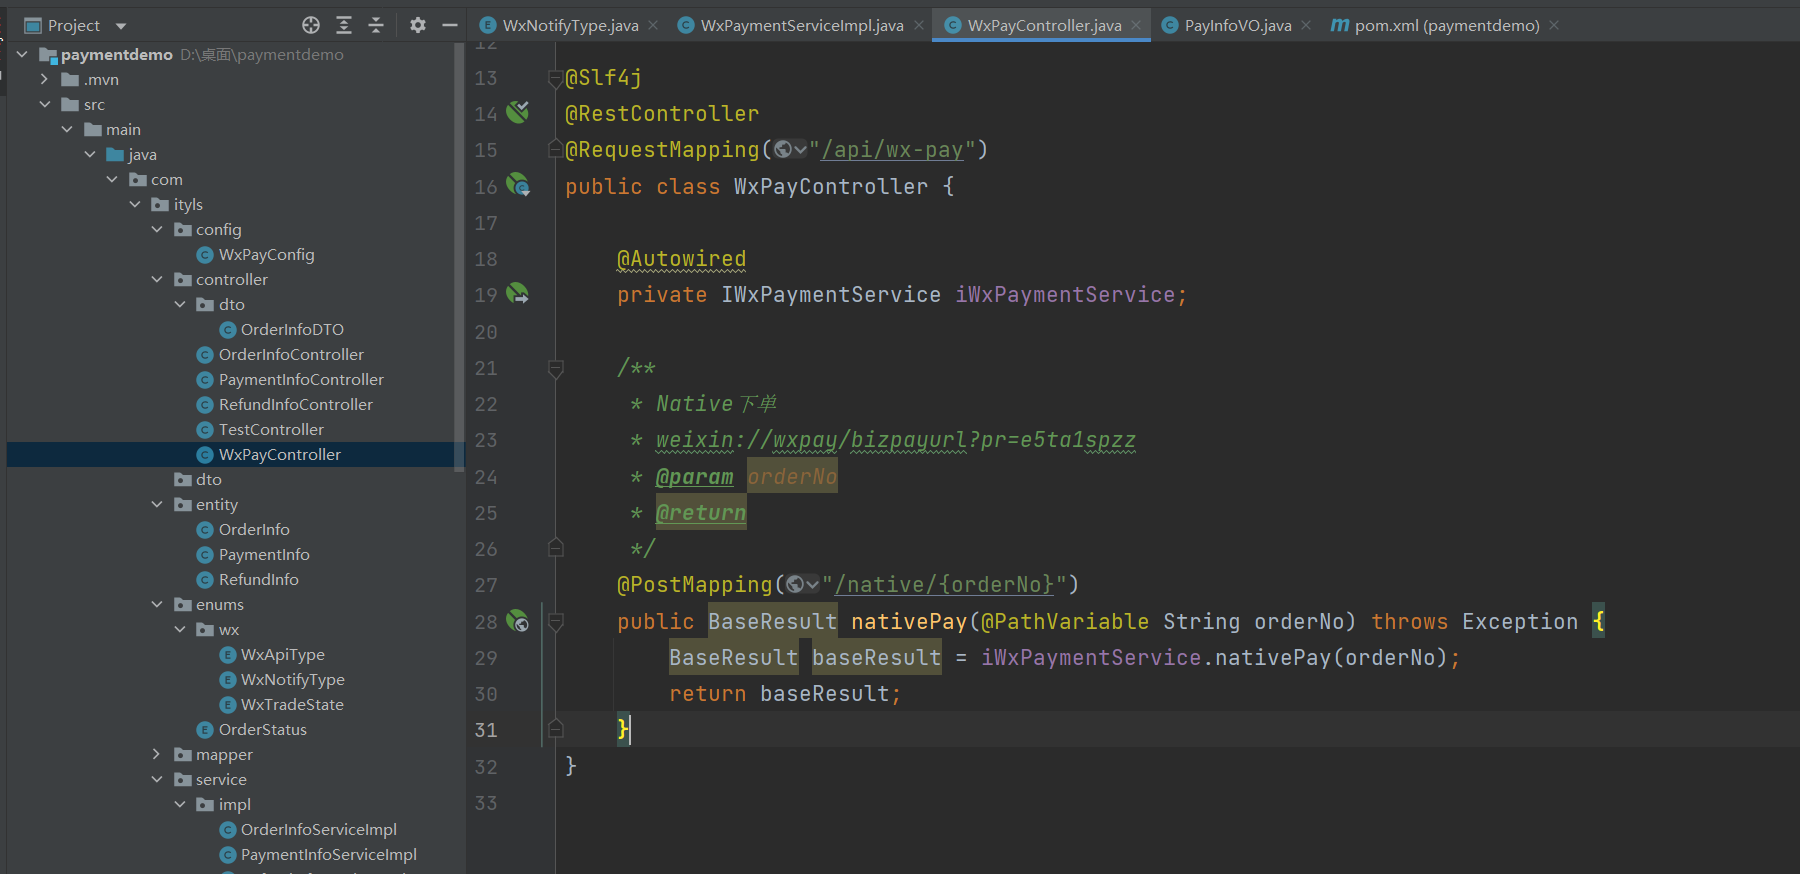 Project
WxNotifyType.java
WxPaymentServiceImpl.java
WxPayController.java
PayInfoVO.java
pom.xml (paymentdemo)
paymentdemo D:\桌面\paymentdemo
.mvn
src
main
java
com
ityls
config
WxPayConfig
controller
dto
OrderInfoDTO
OrderInfoController
PaymentInfoController
RefundInfoController
TestController
WxPayController
dto
entity
OrderInfo
PaymentInfo
RefundInfo
enums
wx
WxApiType
WxNotifyType
WxTradeState
OrderStatus
mapper
service
impl
OrderInfoServiceImpl
PaymentInfoServiceImpl
12
13 @Slf4j
14 @RestController
15 @RequestMapping("/api/wx-pay")
16 public class WxPayController {
17
18 @Autowired
19 private IWxPaymentService iWxPaymentService;
20
21 /**
22 * Native下单
23 * weixin://wxpay/bizpayurl?pr=e5ta1spzz
24 * @param orderNo
25 * @return
26 */
27 @PostMapping("/native/{orderNo}")
28 public BaseResult nativePay(@PathVariable String orderNo) throws Exception {
29 BaseResult baseResult = iWxPaymentService.nativePay(orderNo);
30 return baseResult;
31 }
32 }
33